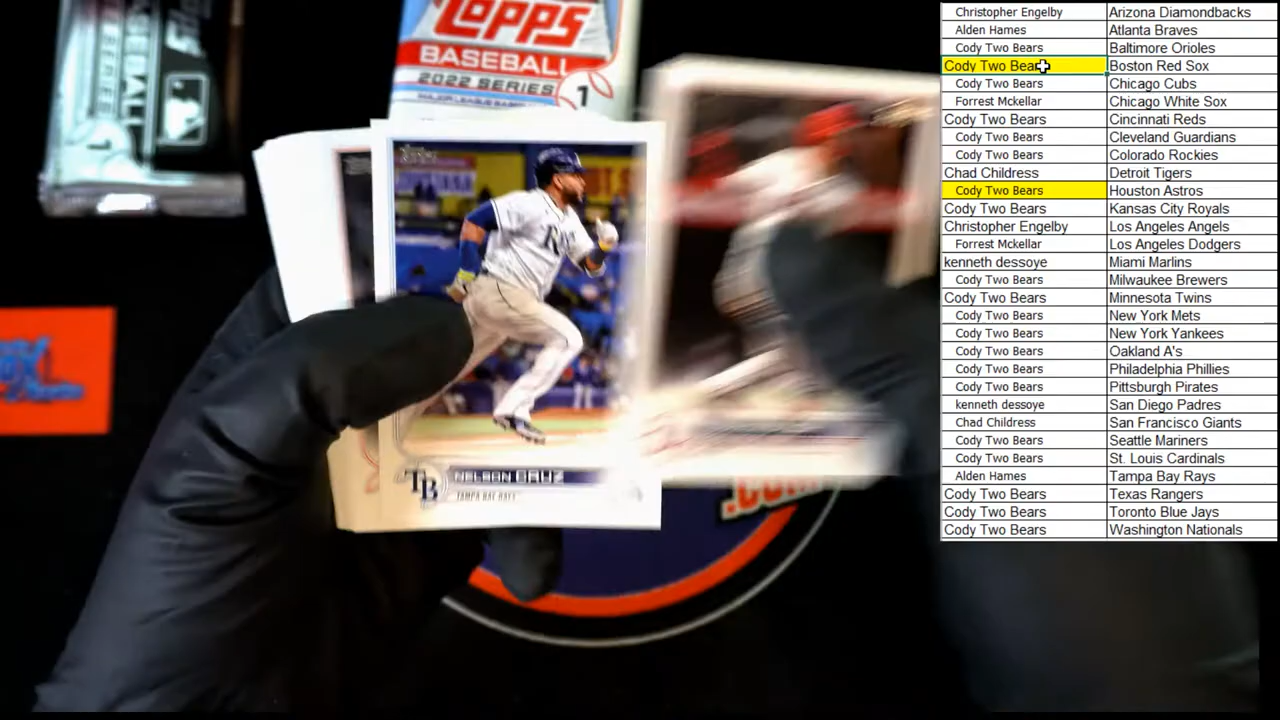 Topps
BASEBALL
2022 SERIES 1
SERIES 1
Topps
Rays
NELSON CRUZ
TB
TAMPA BAY RAYS
.COM
Christopher Engelby Arizona Diamondbacks
Alden Hames Atlanta Braves
Cody Two Bears Baltimore Orioles
Cody Two Bears Boston Red Sox
Cody Two Bears Chicago Cubs
Forrest Mckellar Chicago White Sox
Cody Two Bears Cincinnati Reds
Cody Two Bears Cleveland Guardians
Cody Two Bears Colorado Rockies
Chad Childress Detroit Tigers
Cody Two Bears Houston Astros
Cody Two Bears Kansas City Royals
Christopher Engelby Los Angeles Angels
Forrest Mckellar Los Angeles Dodgers
kenneth dessoye Miami Marlins
Cody Two Bears Milwaukee Brewers
Cody Two Bears Minnesota Twins
Cody Two Bears New York Mets
Cody Two Bears New York Yankees
Cody Two Bears Oakland A's
Cody Two Bears Philadelphia Phillies
Cody Two Bears Pittsburgh Pirates
kenneth dessoye San Diego Padres
Chad Childress San Francisco Giants
Cody Two Bears Seattle Mariners
Cody Two Bears St. Louis Cardinals
Alden Hames Tampa Bay Rays
Cody Two Bears Texas Rangers
Cody Two Bears Toronto Blue Jays
Cody Two Bears Washington Nationals